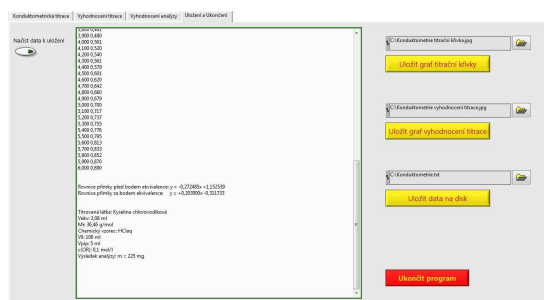 Konduktometrická titrace
Vyhodnocení titrace
Vyhodnocení analýzy
Uložení a Ukončení
Načíst data k uložení
3,900 0,480
4,000 0,501
4,100 0,520
4,200 0,540
4,300 0,561
4,400 0,579
4,500 0,601
4,600 0,620
4,700 0,642
4,800 0,660
4,900 0,679
5,000 0,700
5,100 0,717
5,200 0,737
5,300 0,755
5,400 0,776
5,500 0,795
5,600 0,813
5,700 0,833
5,800 0,852
5,900 0,870
6,000 0,890
Rovnice přímky před bodem ekvivalence: y = -0,272485x +1,152539
Rovnice přímky za bodem ekvivalence: y = +0,203000x -0,311733
Titrovaná látka: Kyselina chlorovodíková
Vekv: 3,08 ml
Mr: 36,46 g/mol
Chemický vzorec: HClaq
V0: 100 ml
Vpip: 5 ml
c(OR): 0,1 mol/l
Výsledek analýzy: m = 225 mg
C:\Konduktometrie titrační křivka.jpg
Uložit graf titrační křivky
C:\Konduktometrie vyhodnocení titrace.jpg
Uložit graf vyhodnocení titrace
C:\Konduktometrie.txt
Uložit data na disk
Ukončit program